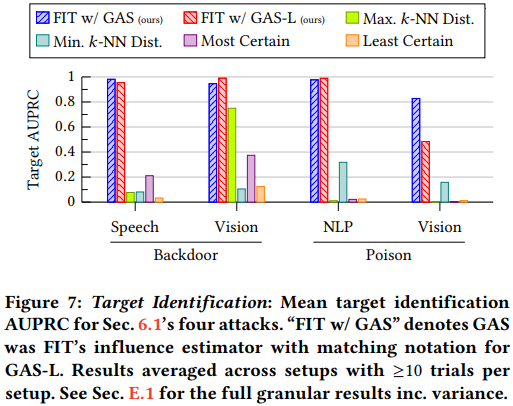 FIT w/ GAS (ours) FIT w/ GAS-L (ours) Max. k-NN Dist.
Min. k-NN Dist. Most Certain Least Certain
Target AUPRC
1
0.8
0.6
0.4
0.2
0
Speech Vision NLP Vision
Backdoor Poison
Figure 7: Target Identification: Mean target identification
AUPRC for Sec. 6.1's four attacks. “FIT w/ GAS” denotes GAS
was FIT's influence estimator with matching notation for
GAS-L. Results averaged across setups with ≥10 trials per
setup. See Sec. E.1 for the full granular results inc. variance.